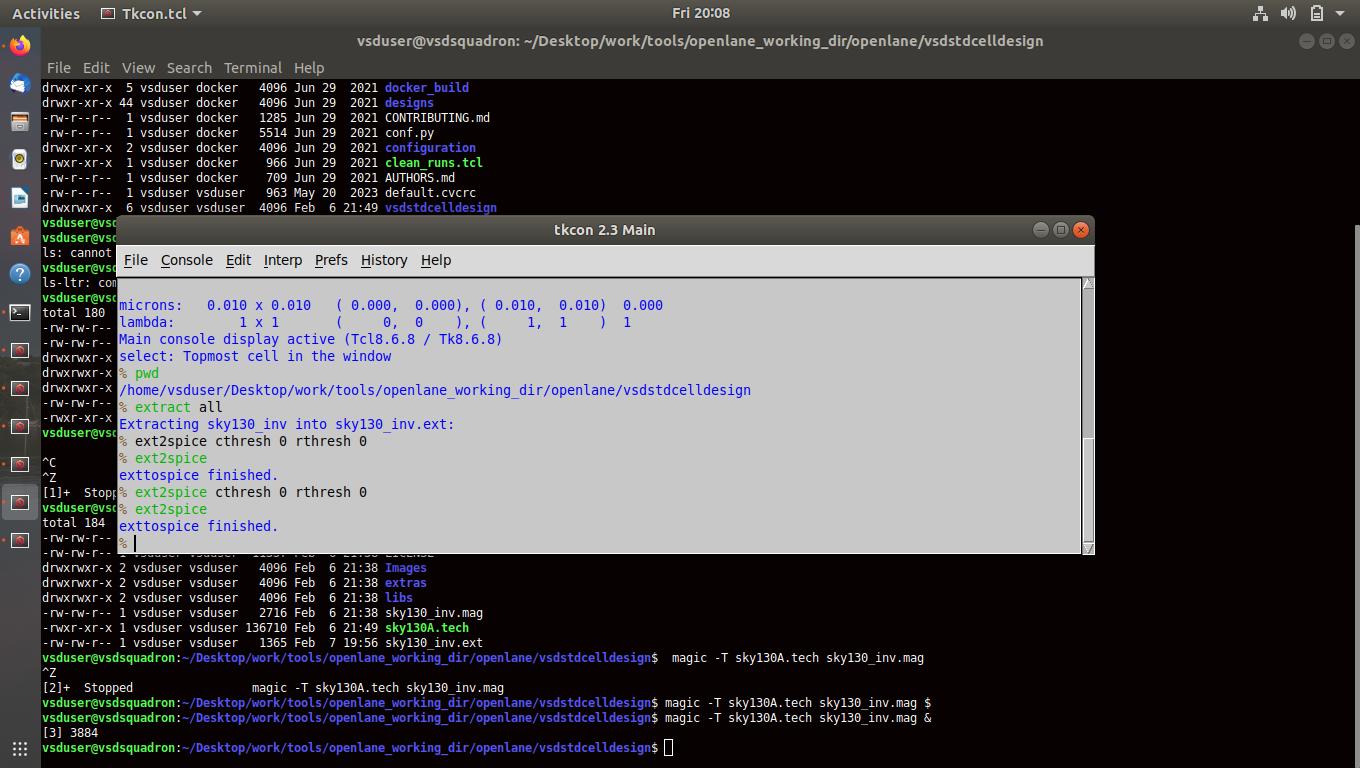 Activities Tkcon.tcl Fri 20:08
vsduser@vsdsquadron: ~/Desktop/work/tools/openlane_working_dir/openlane/vsdstdcelldesign
File Edit View Search Terminal Help
drwxr-xr-x  5 vsduser docker   4096 Jun 29  2021 docker_build
drwxr-xr-x 44 vsduser docker   4096 Jun 29  2021 designs
-rw-r--r--  1 vsduser docker   1285 Jun 29  2021 CONTRIBUTING.md
-rw-r--r--  1 vsduser docker   5514 Jun 29  2021 conf.py
drwxr-xr-x  2 vsduser docker   4096 Jun 29  2021 configuration
-rwxr-xr-x  1 vsduser docker    966 Jun 29  2021 clean_runs.tcl
-rw-r--r--  1 vsduser docker    709 Jun 29  2021 AUTHORS.md
-rw-r--r--  1 vsduser vsduser   963 May 20  2023 default.cvcrc
drwxrwxr-x  6 vsduser vsduser  4096 Feb  6 21:49 vsdstdcelldesign
vsduser@vsd
vsduser@vsd
ls: cannot
vsduser@vsd
ls-ltr: com
vsduser@vsd
total 180
-rw-rw-r--
-rw-rw-r--
drwxrwxr-x
drwxrwxr-x
drwxrwxr-x
-rw-rw-r--
-rwxr-xr-x
vsduser@vsd
^C
^Z
[1]+  Stopp
vsduser@vsd
total 184
-rw-rw-r--
tkcon 2.3 Main
File Console Edit Interp Prefs History Help
microns:   0.010 x 0.010   ( 0.000,  0.000), ( 0.010,  0.010)  0.000
lambda:        1 x 1       (     0,  0    ), (     1,  1    )  1
Main console display active (Tcl8.6.8 / Tk8.6.8)
select: Topmost cell in the window
% pwd
/home/vsduser/Desktop/work/tools/openlane_working_dir/openlane/vsdstdcelldesign
% extract all
Extracting sky130_inv into sky130_inv.ext:
% ext2spice cthresh 0 rthresh 0
% ext2spice
exttospice finished.
% ext2spice cthresh 0 rthresh 0
% ext2spice
exttospice finished.
%
-rw-rw-r-- 1 vsduser vsduser  11357 Feb  6 21:38 LICENSE
drwxrwxr-x 2 vsduser vsduser   4096 Feb  6 21:38 Images
drwxrwxr-x 2 vsduser vsduser   4096 Feb  6 21:38 extras
drwxrwxr-x 2 vsduser vsduser   4096 Feb  6 21:38 libs
-rw-rw-r-- 1 vsduser vsduser   2716 Feb  6 21:38 sky130_inv.mag
-rwxr-xr-x 1 vsduser vsduser 136710 Feb  6 21:49 sky130A.tech
-rw-rw-r-- 1 vsduser vsduser   1365 Feb  7 19:56 sky130_inv.ext
vsduser@vsdsquadron:~/Desktop/work/tools/openlane_working_dir/openlane/vsdstdcelldesign$  magic -T sky130A.tech sky130_inv.mag
^Z
[2]+  Stopped                 magic -T sky130A.tech sky130_inv.mag
vsduser@vsdsquadron:~/Desktop/work/tools/openlane_working_dir/openlane/vsdstdcelldesign$ magic -T sky130A.tech sky130_inv.mag $
vsduser@vsdsquadron:~/Desktop/work/tools/openlane_working_dir/openlane/vsdstdcelldesign$ magic -T sky130A.tech sky130_inv.mag &
[3] 3884
vsduser@vsdsquadron:~/Desktop/work/tools/openlane_working_dir/openlane/vsdstdcelldesign$